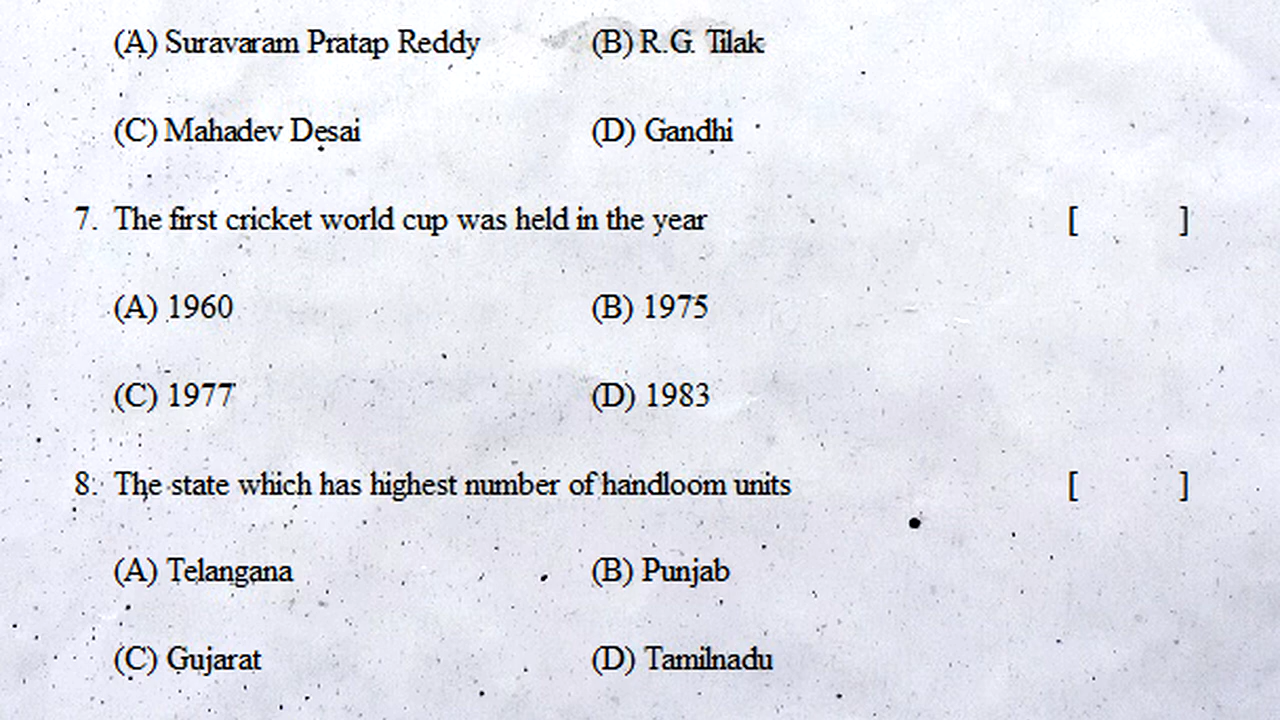 (A) Suravaram Pratap Reddy (B) R.G. Tilak
(C) Mahadev Desai (D) Gandhi
7. The first cricket world cup was held in the year [ ]
(A) 1960 (B) 1975
(C) 1977 (D) 1983
8. The state which has highest number of handloom units [ ]
(A) Telangana (B) Punjab
(C) Gujarat (D) Tamilnadu